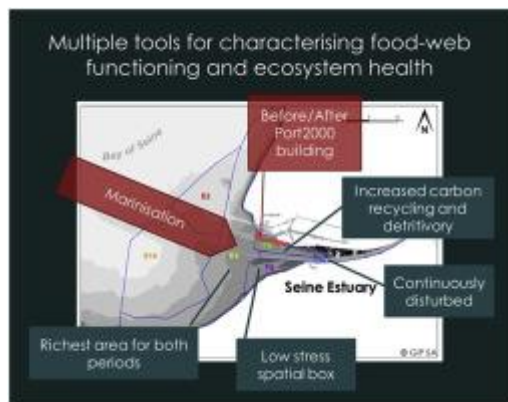 Multiple tools for characterising food-web
functioning and ecosystem health
Before/After
Port2000
building
N
Bay of Seine
Marinisation
Increased carbon
recycling and
detritivory
Seine Estuary
Continuously
disturbed
Richest area for both
periods
Low stress
spatial box
© GIP SA